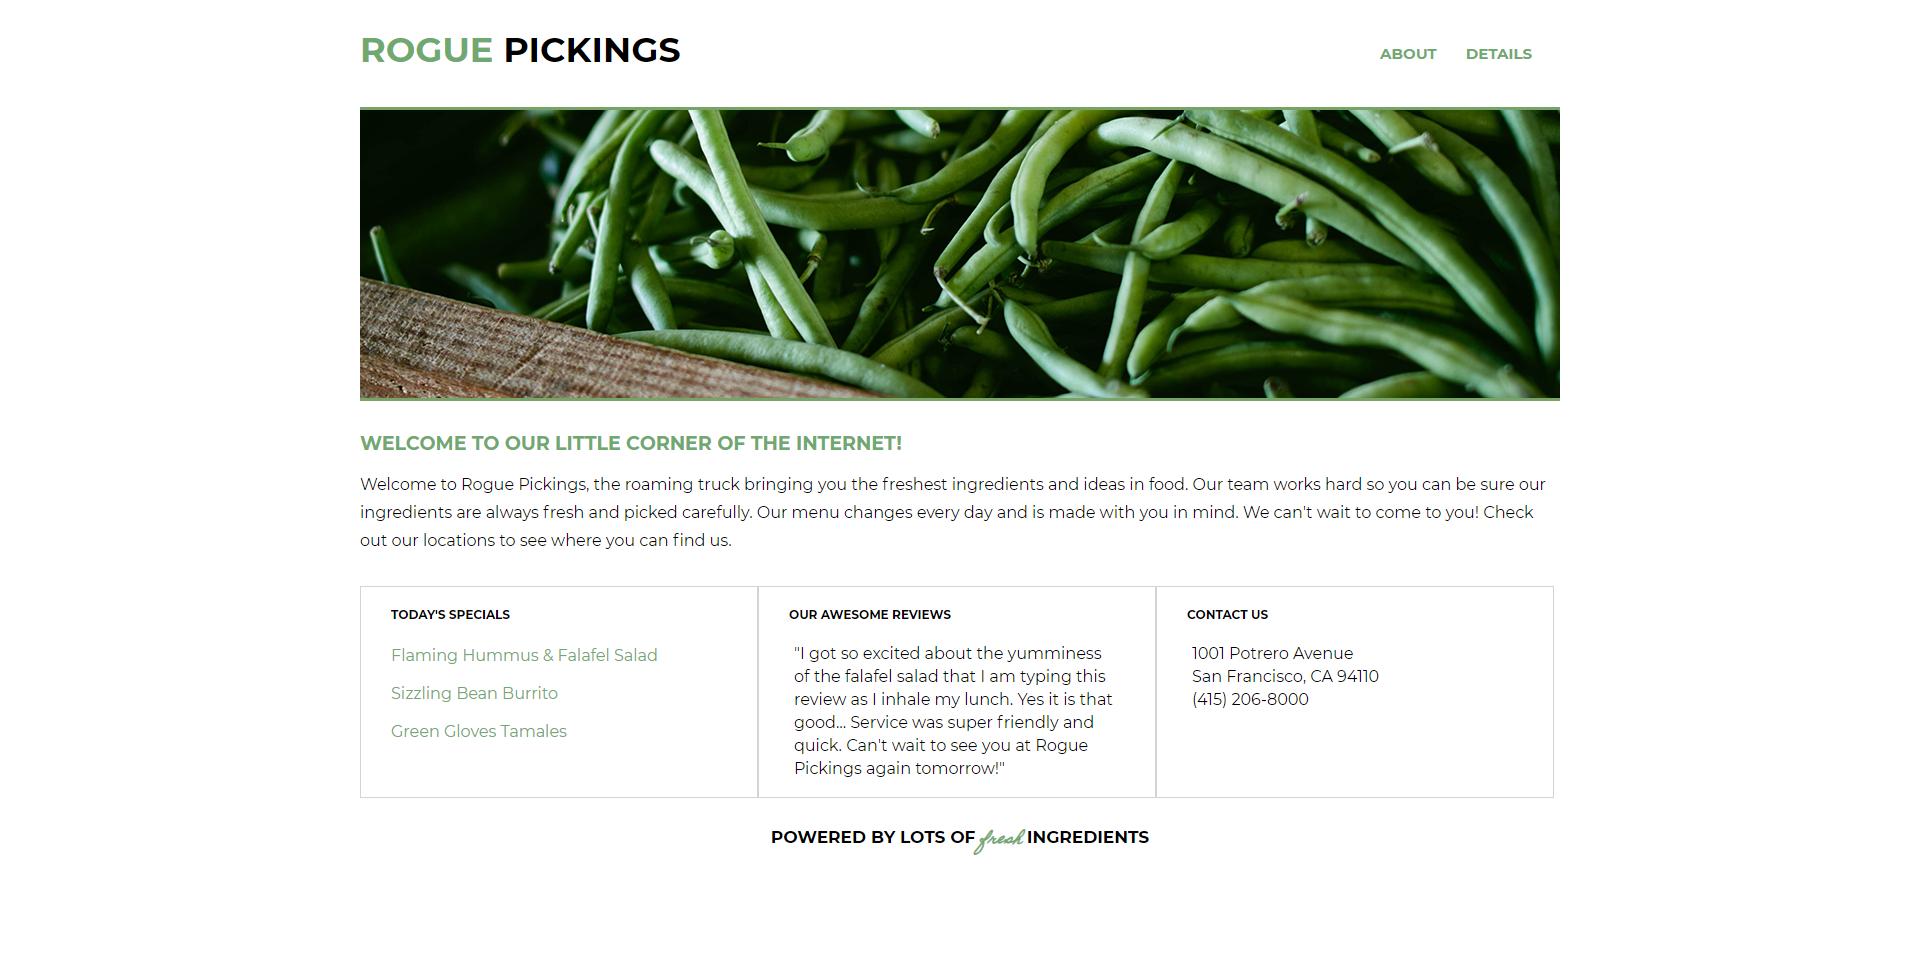 ROGUE PICKINGS
ABOUT DETAILS
WELCOME TO OUR LITTLE CORNER OF THE INTERNET!
Welcome to Rogue Pickings, the roaming truck bringing you the freshest ingredients and ideas in food. Our team works hard so you can be sure our
ingredients are always fresh and picked carefully. Our menu changes every day and is made with you in mind. We can't wait to come to you! Check
out our locations to see where you can find us.
TODAY'S SPECIALS
Flaming Hummus & Falafel Salad
Sizzling Bean Burrito
Green Gloves Tamales
OUR AWESOME REVIEWS
"I got so excited about the yumminess
of the falafel salad that I am typing this
review as I inhale my lunch. Yes it is that
good... Service was super friendly and
quick. Can't wait to see you at Rogue
Pickings again tomorrow!"
CONTACT US
1001 Potrero Avenue
San Francisco, CA 94110
(415) 206-8000
POWERED BY LOTS OF fresh INGREDIENTS